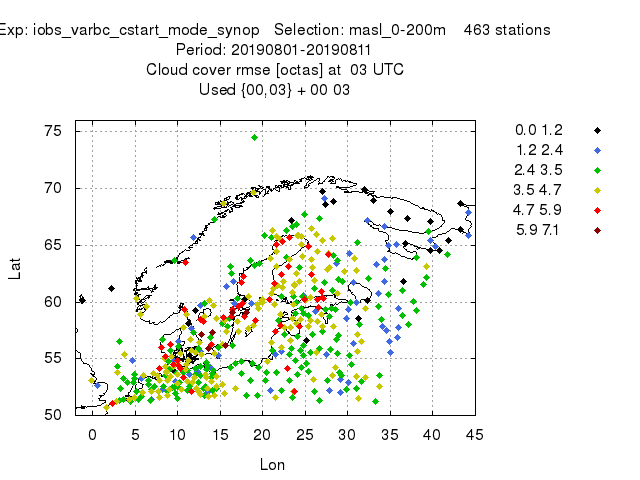 Exp: iobs_varbc_cstart_mode_synop Selection: masl_0-200m 463 stations
Period: 20190801-20190811
Cloud cover rmse [octas] at 03 UTC
Used {00,03} + 00 03
0.0 1.2
1.2 2.4
2.4 3.5
3.5 4.7
4.7 5.9
5.9 7.1
75
70
65
60
55
50
Lat
0 5 10 15 20 25 30 35 40 45
Lon